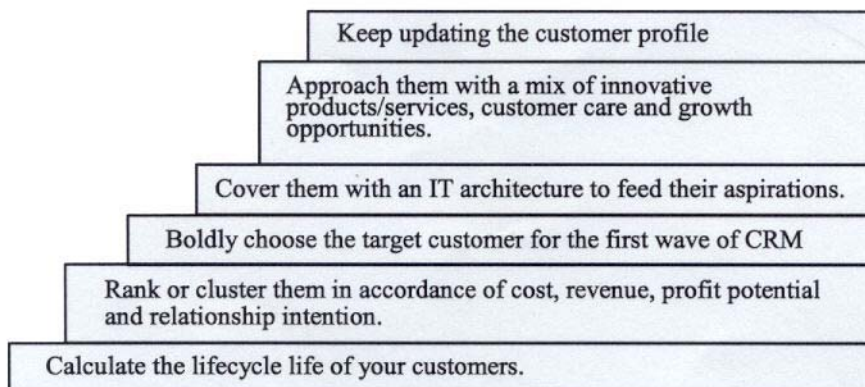 Keep updating the customer profile
Approach them with a mix of innovative
products/services, customer care and growth
opportunities.
Cover them with an IT architecture to feed their aspirations.
Boldly choose the target customer for the first wave of CRM
Rank or cluster them in accordance of cost, revenue, profit potential
and relationship intention.
Calculate the lifecycle life of your customers.